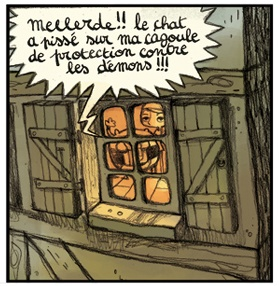 mellerde!! le chat
a pissé sur ma cagoule
de protection contre
les démons!!!